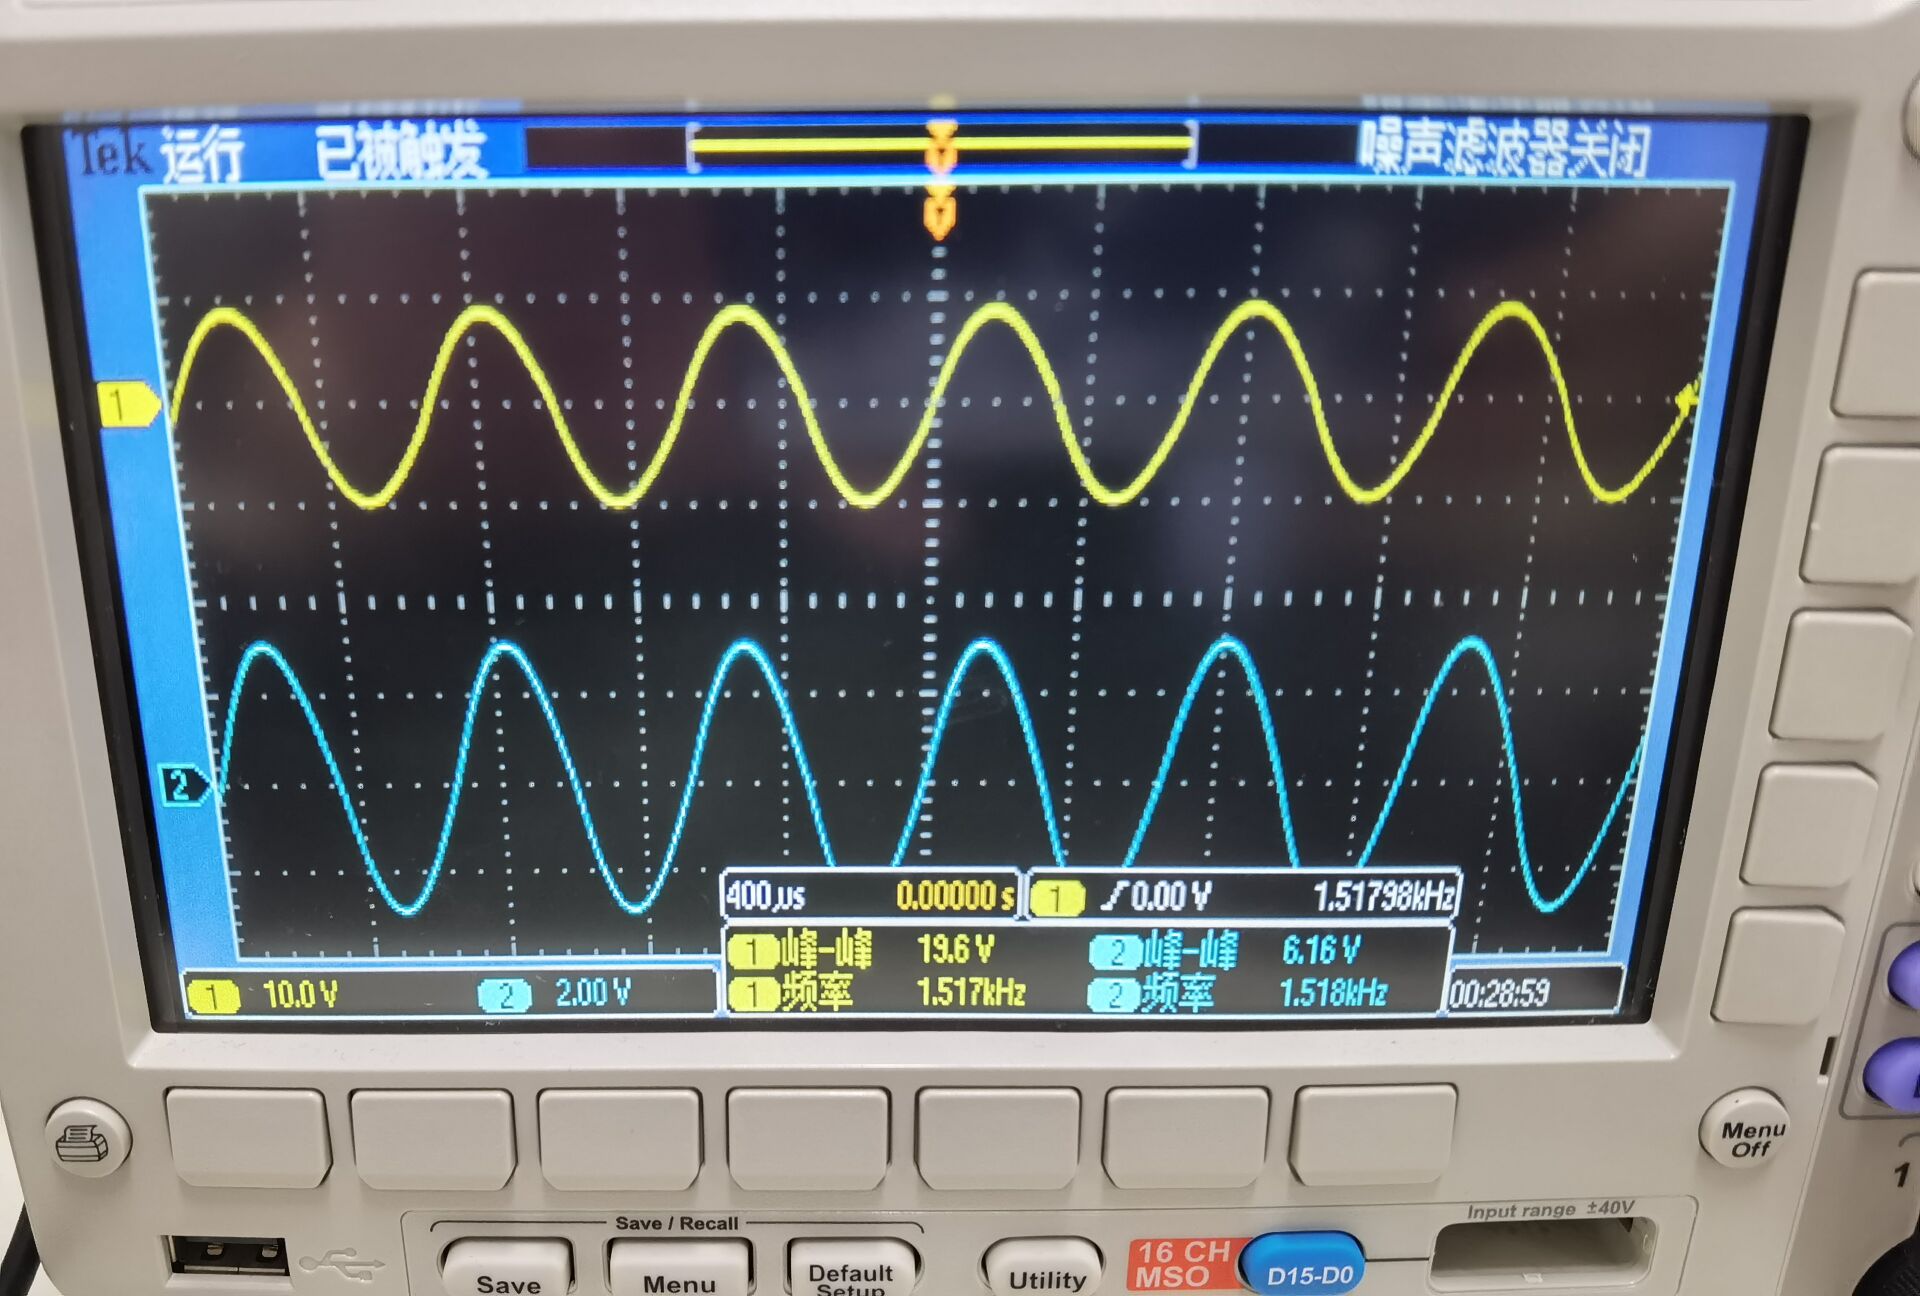 Tek 运行 已被触发 噪声滤波器关闭
1
2
400µs 0.00000 s 1 0.00 V 1.51798kHz
1 峰-峰 19.6 V 2 峰-峰 6.16 V
1 频率 1.517kHz 2 频率 1.518kHz
1 10.0 V 2 2.00 V 00:28:59
Menu
Off
1
Save / Recall
Input range ±40V
Save Menu Default
Setup
Utility
16 CH
MSO
D15-D0